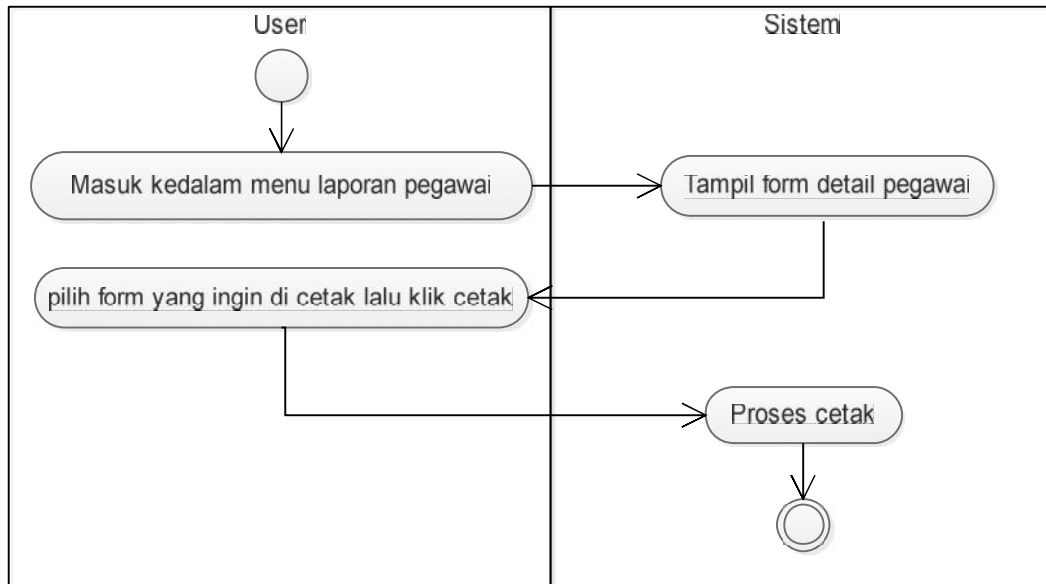 User
Sistem
Masuk kedalam menu laporan pegawai
Tampil form detail pegawai
pilih form yang ingin di cetak lalu klik cetak
Proses cetak